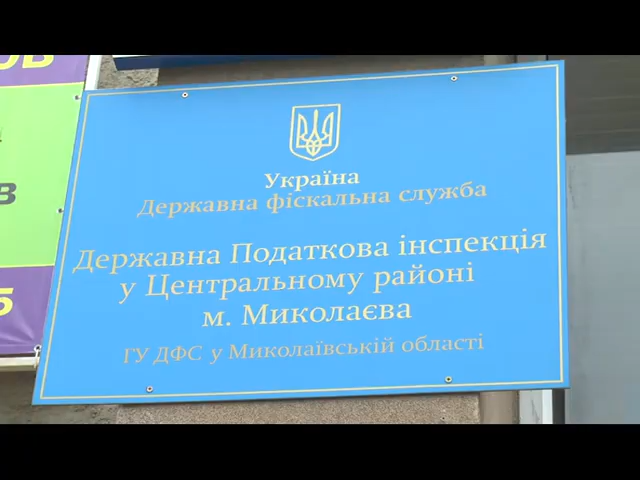 Україна
Державна фіскальна служба
Державна Податкова інспекція
у Центральному районі
м. Миколаєва
ГУ ДФС у Миколаївській області